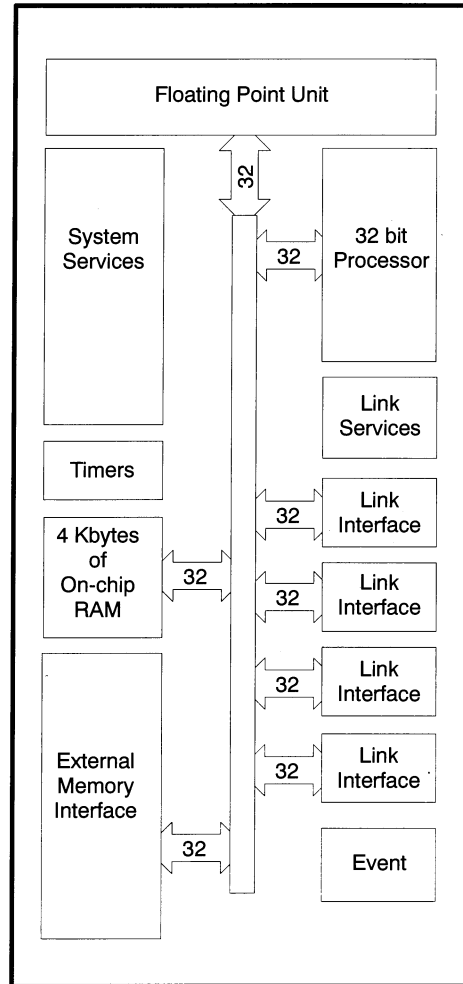 Floating Point Unit
32
System
Services
32 bit
Processor
32
Link
Services
Timers
Link
Interface
32
4 Kbytes
of
On-chip
RAM
32
Link
Interface
32
Link
Interface
32
External
Memory
Interface
Link
Interface
32
32
Event